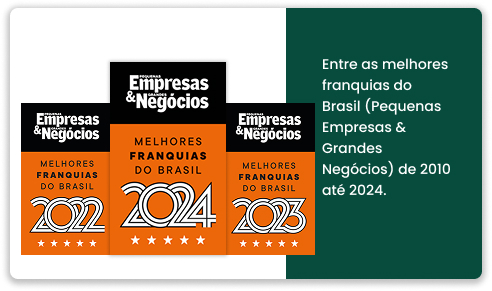 PEQUENAS
Empresas
& GRANDES
Negócios
MELHORES
FRANQUIAS
DO BRASIL
2022
★★★★★
PEQUENAS
Empresas
& GRANDES
Negócios
MELHORES
FRANQUIAS
DO BRASIL
2024
★★★★★
PEQUENAS
Empresas
& GRANDES
Negócios
MELHORES
FRANQUIAS
DO BRASIL
2023
★★★★★
Entre as melhores
franquias do
Brasil (Pequenas
Empresas &
Grandes
Negócios) de 2010
até 2024.